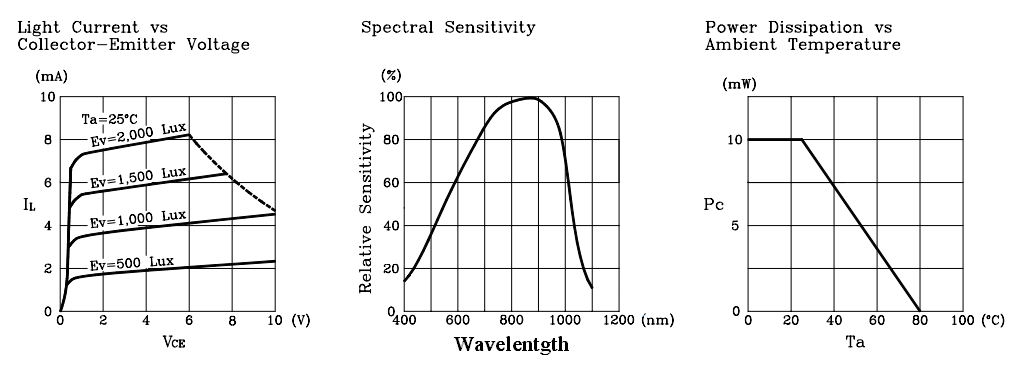 Light Current vs
Collector-Emitter Voltage
(mA)
10
8
6
4
2
0
IL
Ta=25°C
Ev=2,000 Lux
Ev=1,500 Lux
Ev=1,000 Lux
Ev=500 Lux
0 2 4 6 8 10 (V)
VCE
Spectral Sensitivity
(%)
100
80
60
40
20
0
Relative Sensitivity
400 600 800 1000 1200 (nm)
Wavelentgth
Power Dissipation vs
Ambient Temperature
(mW)
10
5
0
Pc
0 20 40 60 80 100 (°C)
Ta